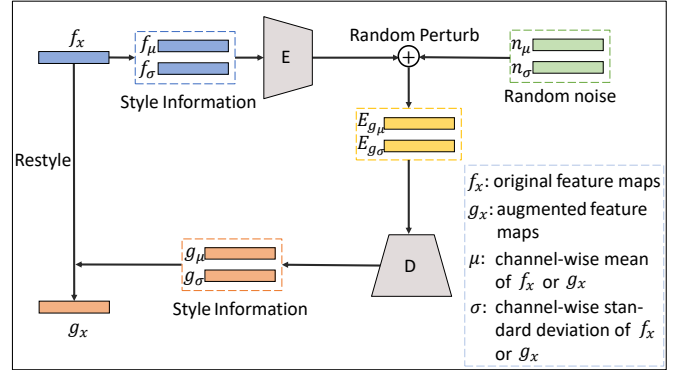 f_x
f_μ
f_σ
Style Information
E
Random Perturb
+
n_μ
n_σ
Random noise
E_{g_μ}
E_{g_σ}
Restyle
D
g_μ
g_σ
Style Information
g_x
f_x: original feature maps
g_x: augmented feature
maps
μ: channel-wise mean
of f_x or g_x
σ: channel-wise stan-
dard deviation of f_x
or g_x